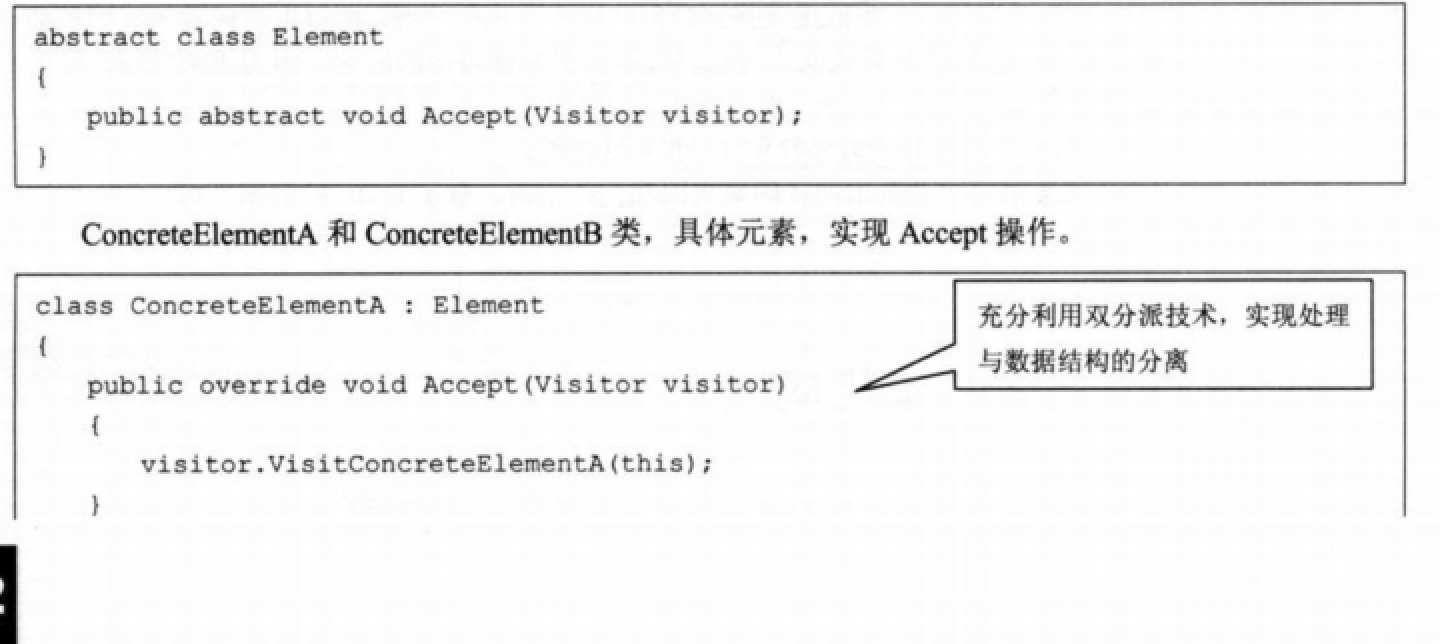 abstract class Element
{
public abstract void Accept(Visitor visitor);
}
ConcreteElementA 和 ConcreteElementB 类，具体元素，实现 Accept 操作。
class ConcreteElementA : Element
{
public override void Accept(Visitor visitor)
{
visitor.VisitConcreteElementA(this);
}
充分利用双分派技术，实现处理
与数据结构的分离